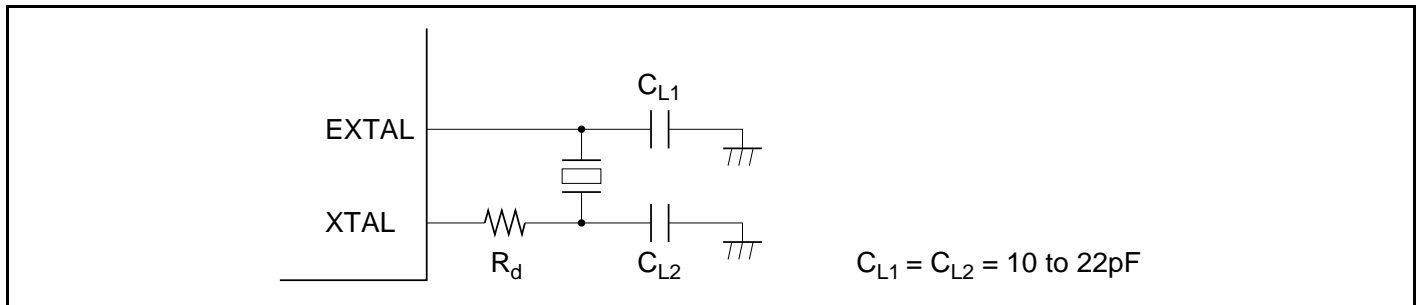 C_L1
EXTAL
XTAL
R_d
C_L2
C_L1 = C_L2 = 10 to 22pF